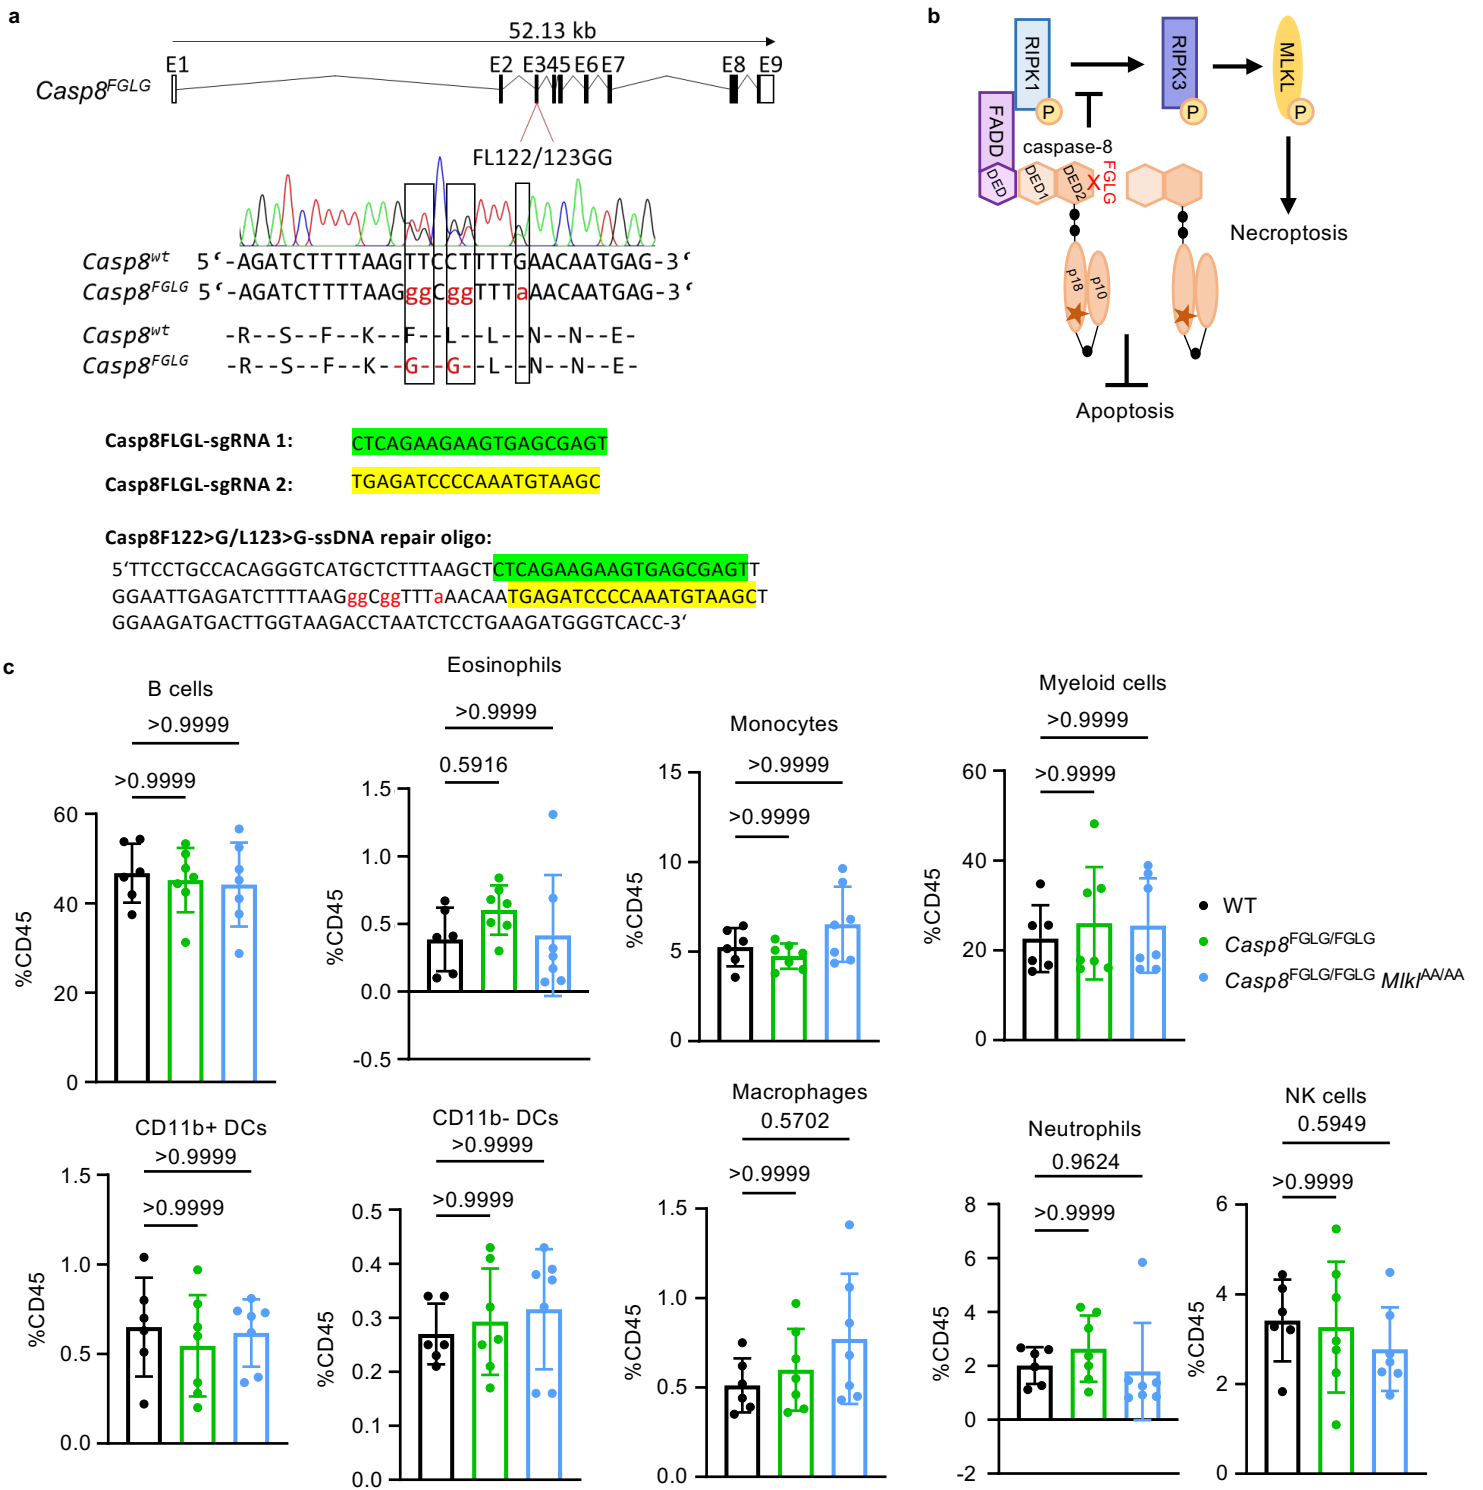 a
52.13 kb
E1 E2 E3 4 5 E6 E7 E8 E9
Casp8FGLG
FL122/123GG
Casp8wt 5‘-AGATCTTTTAAGTTCCTTTTGAACAATGAG-3‘
Casp8FGLG 5‘-AGATCTTTTAAGggCggTTTaAACAATGAG-3‘
Casp8wt -R--S--F--K--F--L--L--N--N--E-
Casp8FGLG -R--S--F--K--G--G--L--N--N--E-
Casp8FLGL-sgRNA 1: CTCAGAAGAAGTGAGCGAGT
Casp8FLGL-sgRNA 2: TGAGATCCCCAAATGTAAGC
Casp8F122>G/L123>G-ssDNA repair oligo:
5‘TTCCTGCCACAGGGTCATGCTCTTTAAGCTCTCAGAAGAAGTGAGCGAGTT
GGAATTGAGATCTTTTAAGggCggTTTaAACAATGAGATCCCCAAATGTAAGCT
GGAAGATGACTTGGTAAGACCTAATCTCCTGAAGATGGGTCACC-3‘
b
RIPK1
P
RIPK3
P
MLKL
P
FADD
caspase-8
DED
DED1
DED2
X
FGLG
p18
p10
Necroptosis
Apoptosis
c
B cells
>0.9999
>0.9999
%CD45
60
40
20
0
Eosinophils
>0.9999
0.5916
%CD45
1.5
1.0
0.5
0.0
-0.5
Monocytes
>0.9999
>0.9999
%CD45
15
10
5
0
Myeloid cells
>0.9999
>0.9999
%CD45
60
40
20
0
WT
Casp8FGLG/FGLG
Casp8FGLG/FGLG MlklAA/AA
CD11b+ DCs
>0.9999
>0.9999
%CD45
1.5
1.0
0.5
0.0
CD11b- DCs
>0.9999
>0.9999
%CD45
0.5
0.4
0.3
0.2
0.1
0.0
Macrophages
0.5702
>0.9999
%CD45
1.5
1.0
0.5
0.0
Neutrophils
0.9624
>0.9999
%CD45
8
6
4
2
0
-2
NK cells
0.5949
>0.9999
%CD45
6
4
2
0